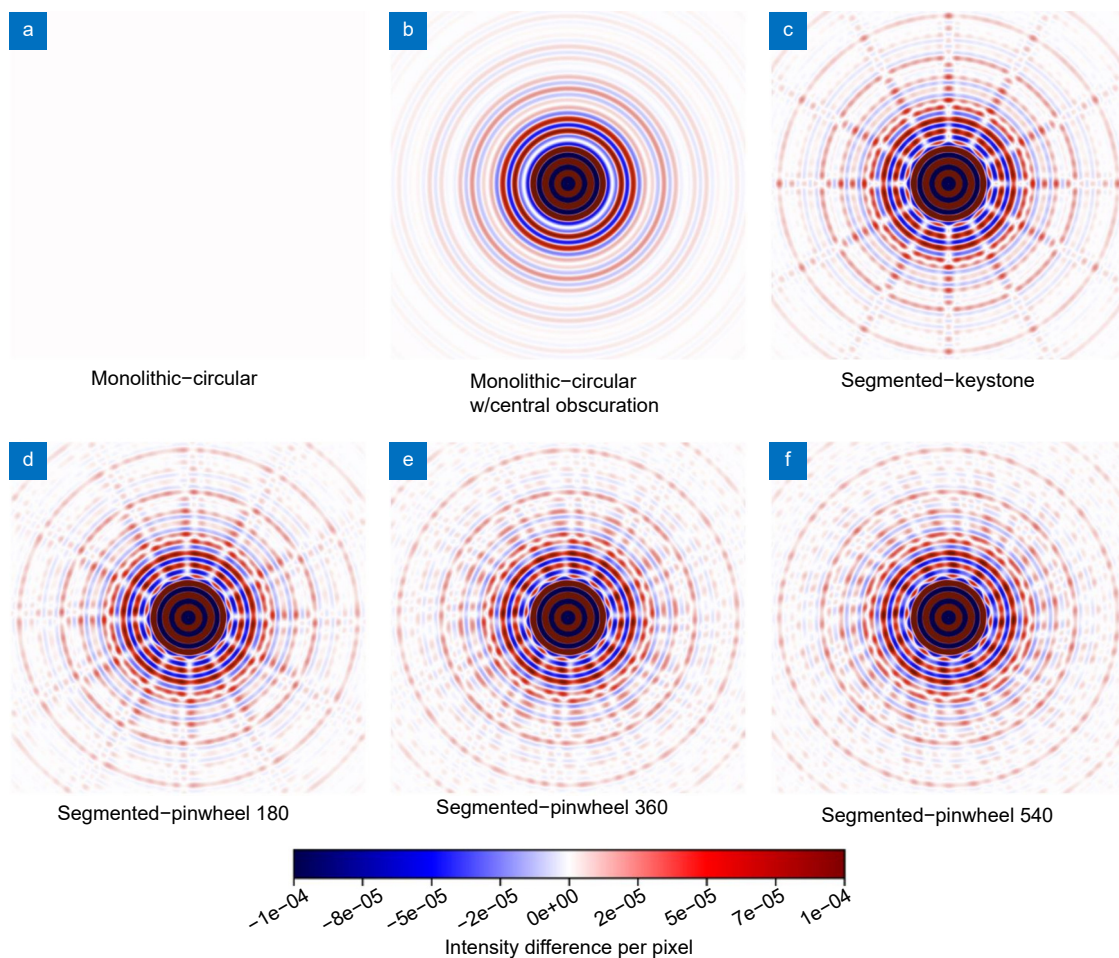 a
b
c
Monolithic−circular
Monolithic−circular
w/central obscuration
Segmented−keystone
d
e
f
Segmented−pinwheel 180
Segmented−pinwheel 360
Segmented−pinwheel 540
−1e−04
−8e−05
−5e−05
−2e−05
0e+00
2e−05
5e−05
7e−05
1e−04
Intensity difference per pixel